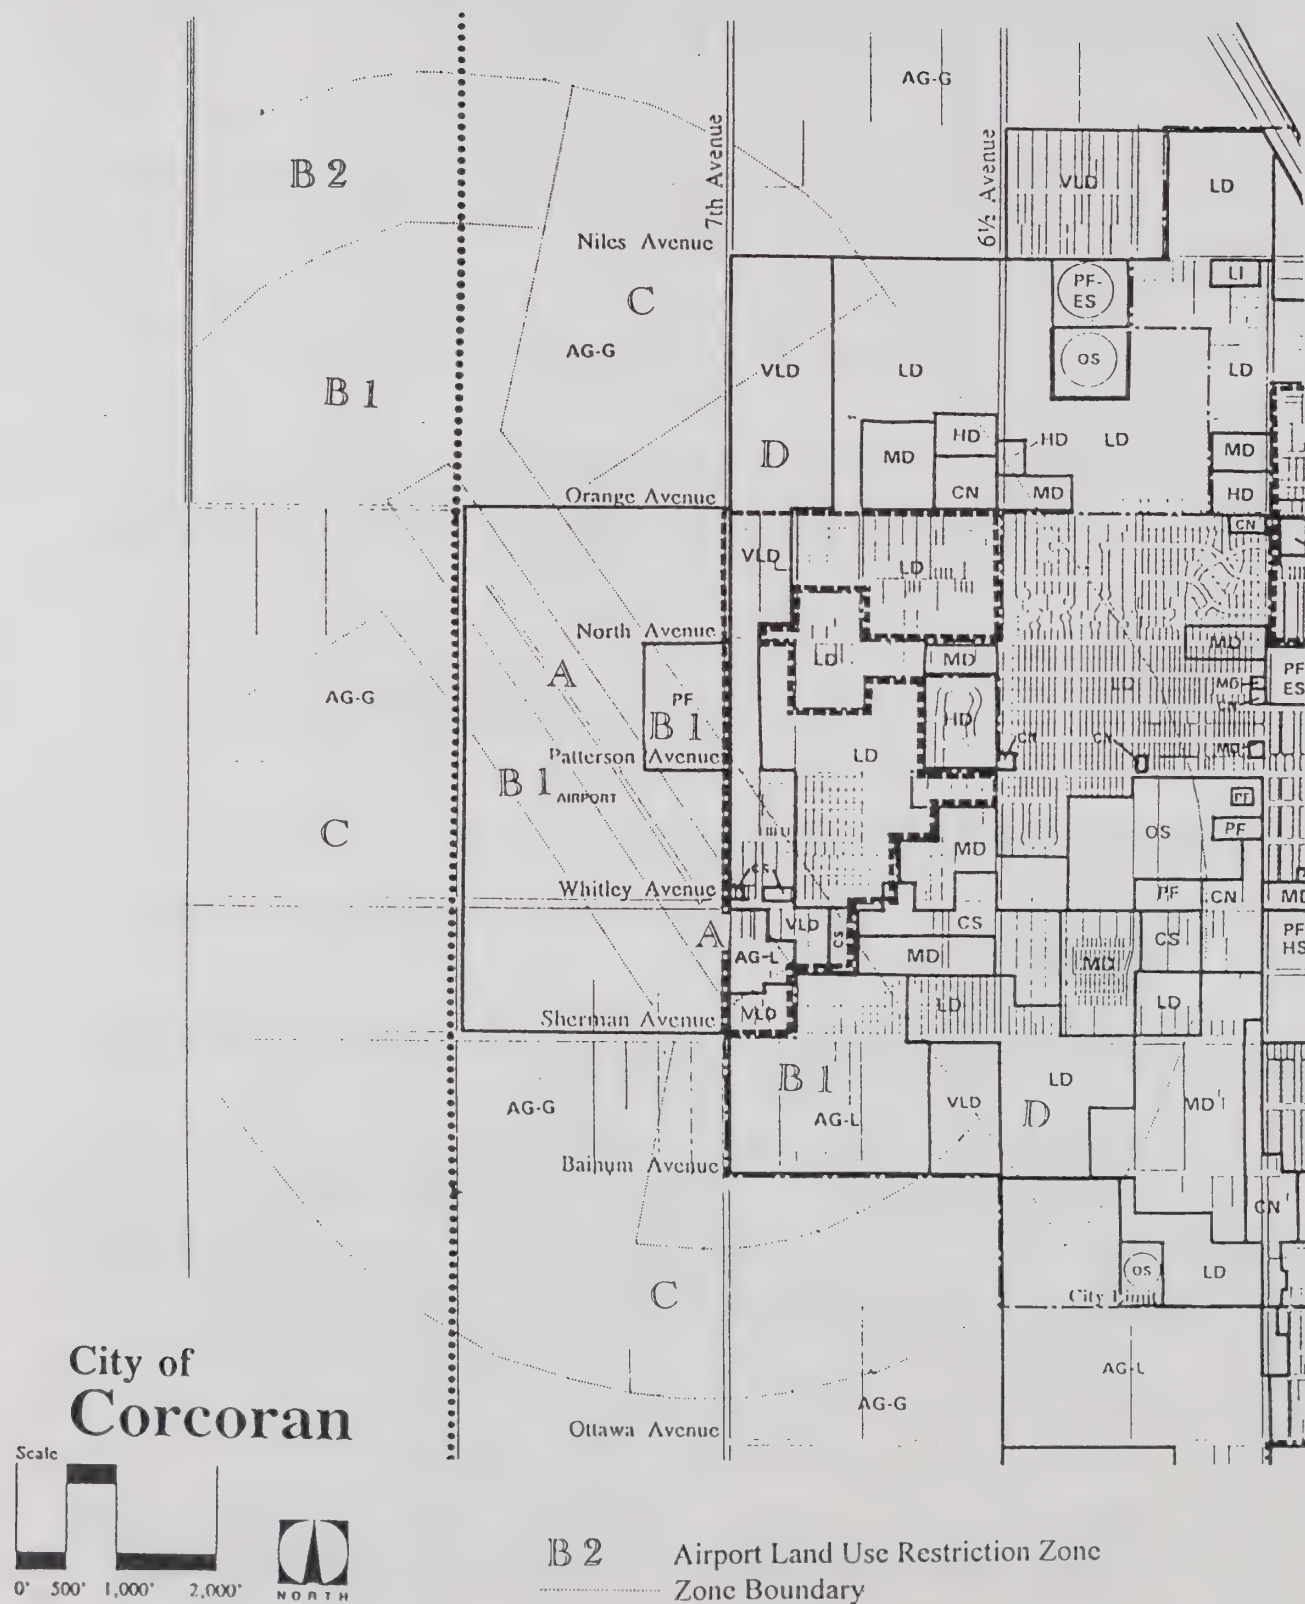 AG-G
7th Avenue
6½ Avenue
B 2
VLD
LD
Niles Avenue
C
PF-
ES
LI
AG-G
OS
VLD
LD
LD
B 1
HD
HD
LD
MD
MD
D
CN
MD
HD
Orange Avenue
CN
VLD
LD
North Avenue
MD
LD
MD
A
LD
MD
PF
ES
AG-G
PF
HD
CN
B 1
CN
CN
MD
Patterson Avenue
LD
B 1
AIRPORT
PF
C
OS
PF
MD
CS
Whitley Avenue
PF
CN
MD
A
VLD
CS
CS
CS
PF
HS
AG-L
MD
MD
LD
LD
Sherman Avenue
VLD
B 1
LD
AG-G
VLD
MD
AG-L
D
Bainum Avenue
CN
OS
LD
C
City Limit
City of
Corcoran
AG-L
AG-G
Ottawa Avenue
Scale
0' 500' 1,000' 2,000'
NORTH
B 2 Airport Land Use Restriction Zone
Zone Boundary